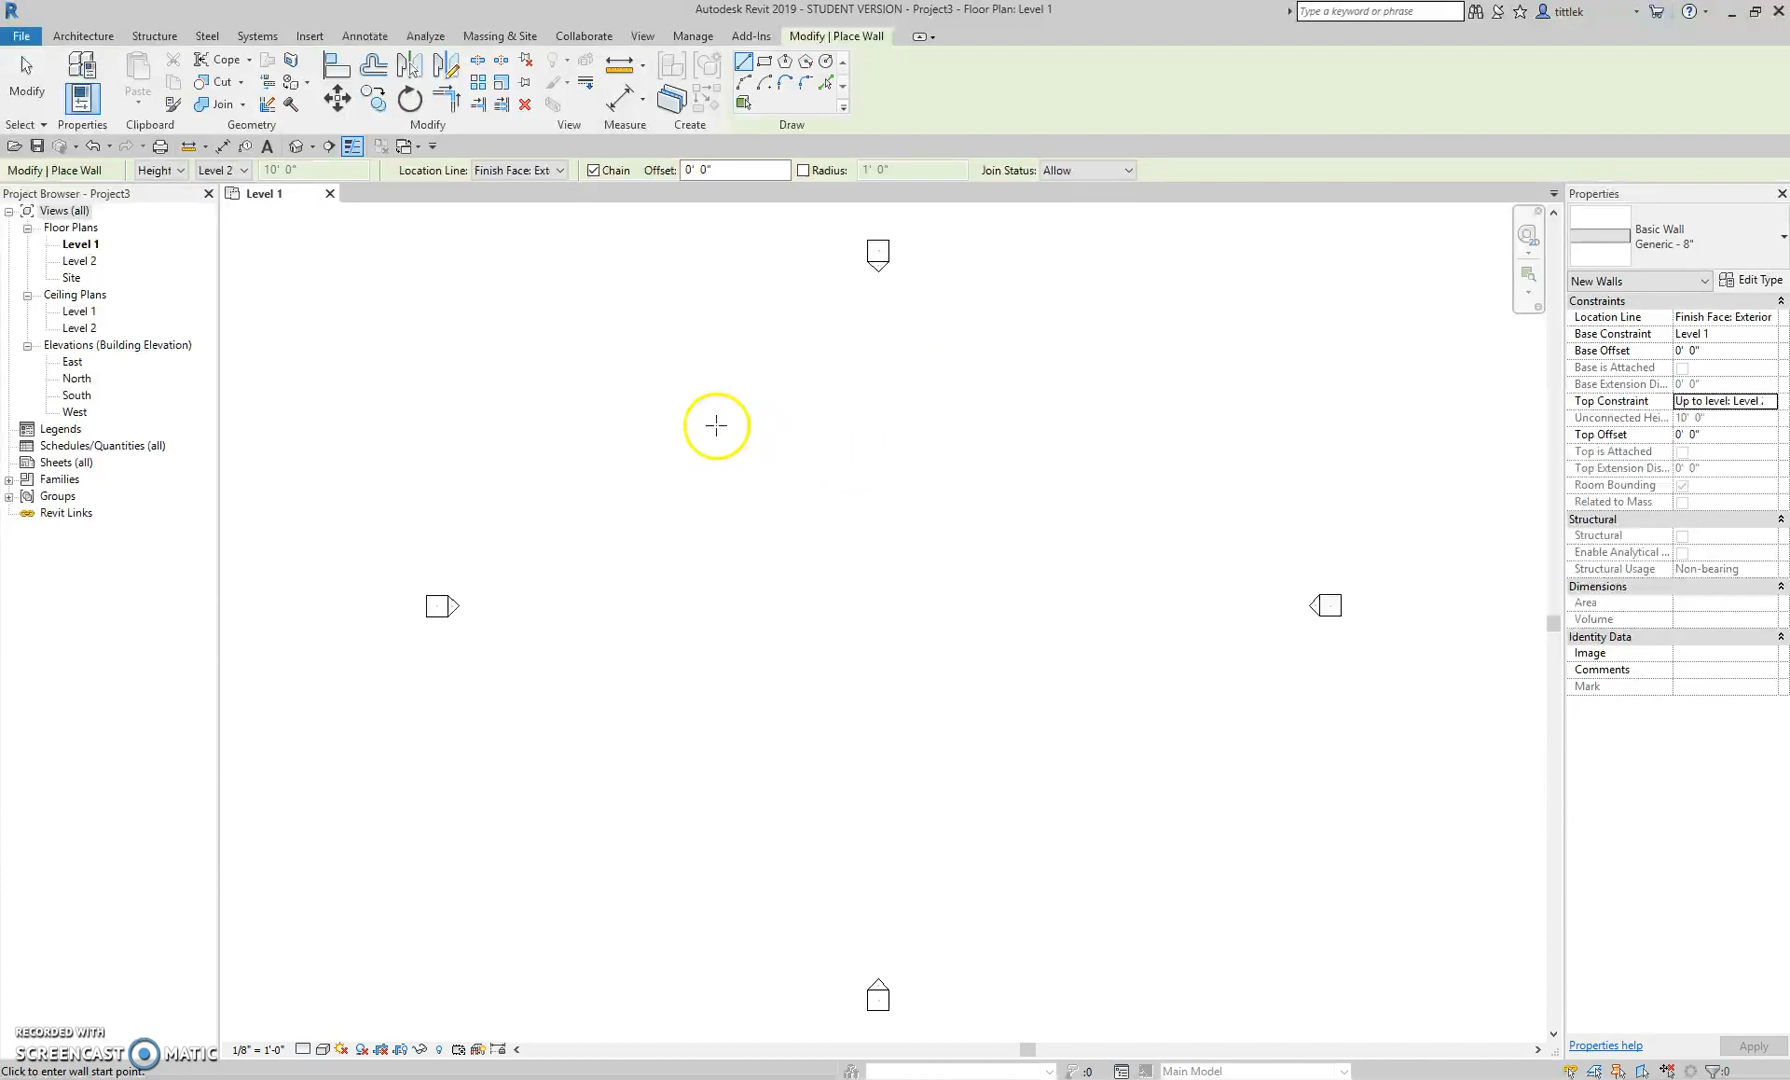 Autodesk Revit 2019 - STUDENT VERSION - Project3 - Floor Plan: Level 1
Type a keyword or phrase
tittlek
File Architecture Structure Steel Systems Insert Annotate Analyze Massing & Site Collaborate View Manage Add-Ins Modify | Place Wall
Modify
Paste
Cope
Cut
Join
Select Properties Clipboard Geometry Modify View Measure Create Draw
Modify | Place Wall Height Level 2 10' 0" Location Line: Finish Face: Ext Chain Offset: 0' 0" Radius: 1' 0" Join Status: Allow
Project Browser - Project3
Views (all)
Floor Plans
Level 1
Level 2
Site
Ceiling Plans
Level 1
Level 2
Elevations (Building Elevation)
East
North
South
West
Legends
Schedules/Quantities (all)
Sheets (all)
Families
Groups
Revit Links
Level 1
2D
Properties
Basic Wall
Generic - 8"
New Walls Edit Type
Constraints
Location Line Finish Face: Exterior
Base Constraint Level 1
Base Offset 0' 0"
Base is Attached
Base Extension Di... 0' 0"
Top Constraint Up to level: Level .
Unconnected Hei... 10' 0"
Top Offset 0' 0"
Top is Attached
Top Extension Dis... 0' 0"
Room Bounding
Related to Mass
Structural
Structural
Enable Analytical ...
Structural Usage Non-bearing
Dimensions
Area
Volume
Identity Data
Image
Comments
Mark
Properties help Apply
RECORDED WITH
SCREENCAST MATIC
1/8" = 1'-0"
Click to enter wall start point.
:0
Main Model
:0